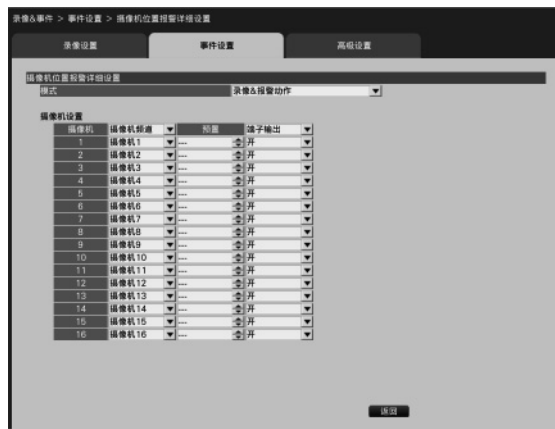 录像&事件 > 事件设置 > 摄像机位置报警详细设置
录像设置 事件设置 高级设置
摄像机位置报警详细设置
模式 录像&报警动作
摄像机设置
摄像机 摄像机频道 预置 端子输出
1 摄像机1 --- 开
2 摄像机2 --- 开
3 摄像机3 --- 开
4 摄像机4 --- 开
5 摄像机5 --- 开
6 摄像机6 --- 开
7 摄像机7 --- 开
8 摄像机8 --- 开
9 摄像机9 --- 开
10 摄像机10 --- 开
11 摄像机11 --- 开
12 摄像机12 --- 开
13 摄像机13 --- 开
14 摄像机14 --- 开
15 摄像机15 --- 开
16 摄像机16 --- 开
返回